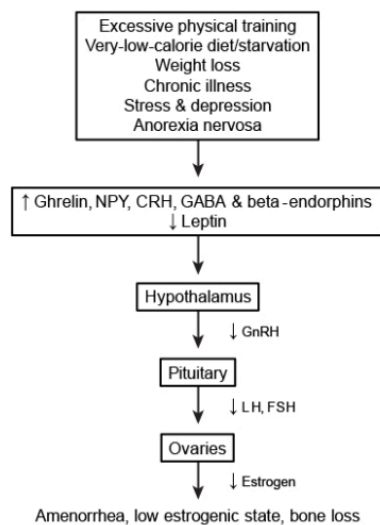 Excessive physical training
Very-low-calorie diet/starvation
Weight loss
Chronic illness
Stress & depression
Anorexia nervosa
↑ Ghrelin, NPY, CRH, GABA & beta-endorphins
↓ Leptin
Hypothalamus
↓ GnRH
Pituitary
↓ LH, FSH
Ovaries
↓ Estrogen
Amenorrhea, low estrogenic state, bone loss